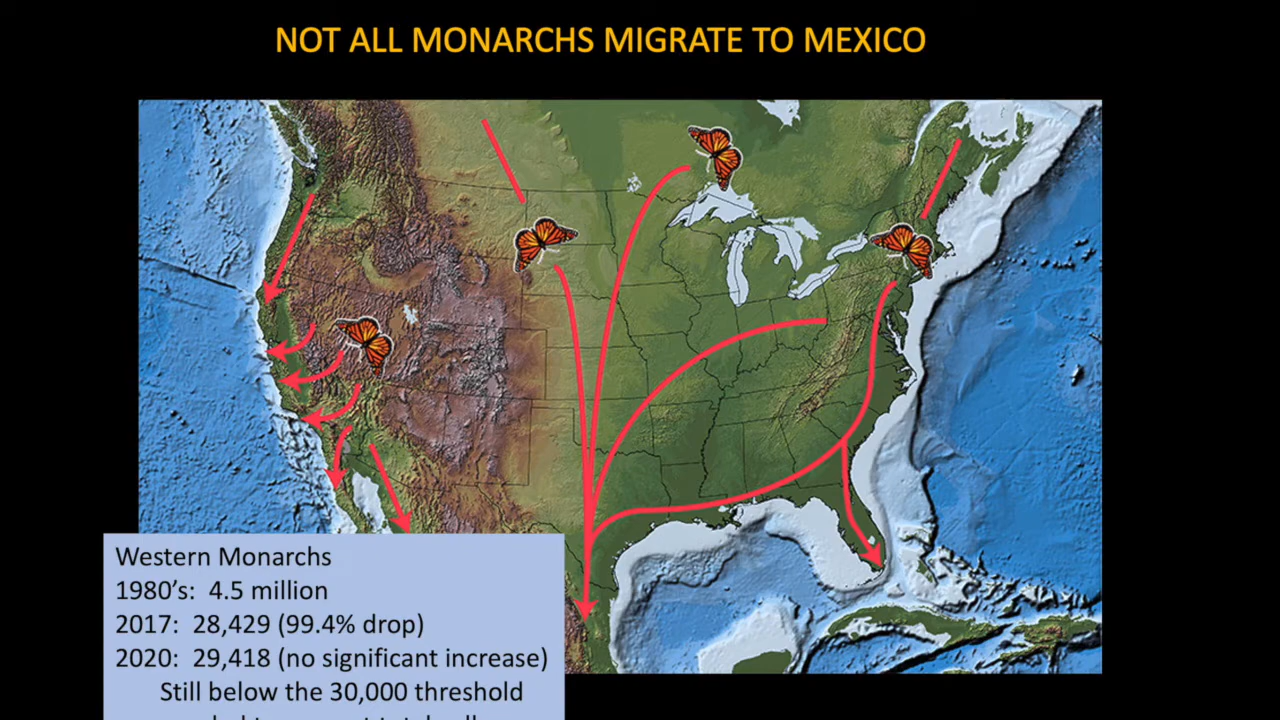 NOT ALL MONARCHS MIGRATE TO MEXICO
Western Monarchs
1980's: 4.5 million
2017: 28,429 (99.4% drop)
2020: 29,418 (no significant increase)
Still below the 30,000 threshold